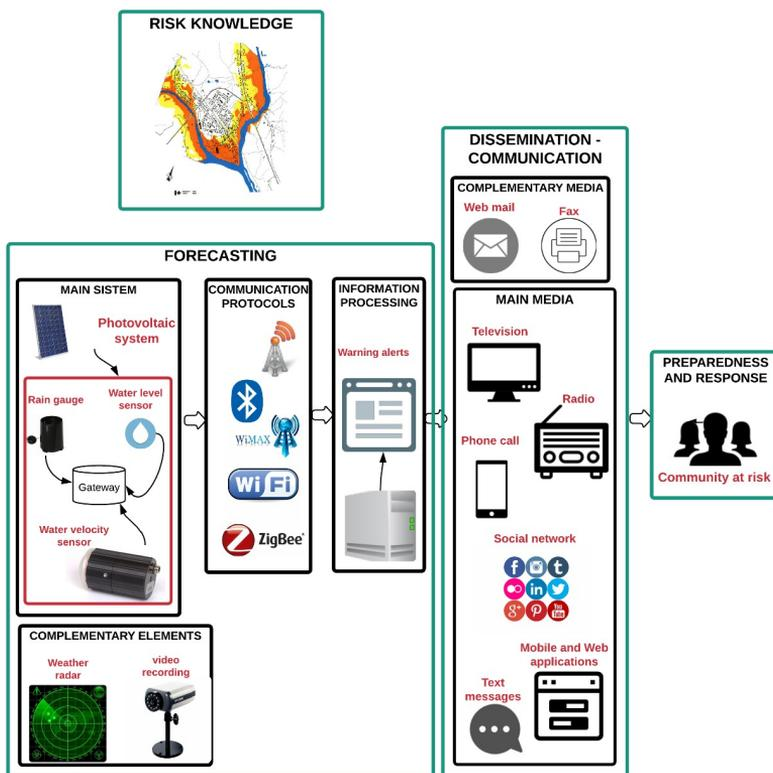 RISK KNOWLEDGE
FORECASTING
MAIN SISTEM
Photovoltaic
system
Rain gauge
Water level
sensor
Gateway
Water velocity
sensor
COMPLEMENTARY ELEMENTS
Weather
radar
video
recording
COMMUNICATION
PROTOCOLS
WiMAX
Wi Fi
ZigBee
INFORMATION
PROCESSING
Warning alerts
DISSEMINATION -
COMMUNICATION
COMPLEMENTARY MEDIA
Web mail
Fax
MAIN MEDIA
Television
Radio
Phone call
Social network
f t
in
g+ You
Tube
Mobile and Web
applications
Text
messages
PREPAREDNESS
AND RESPONSE
Community at risk